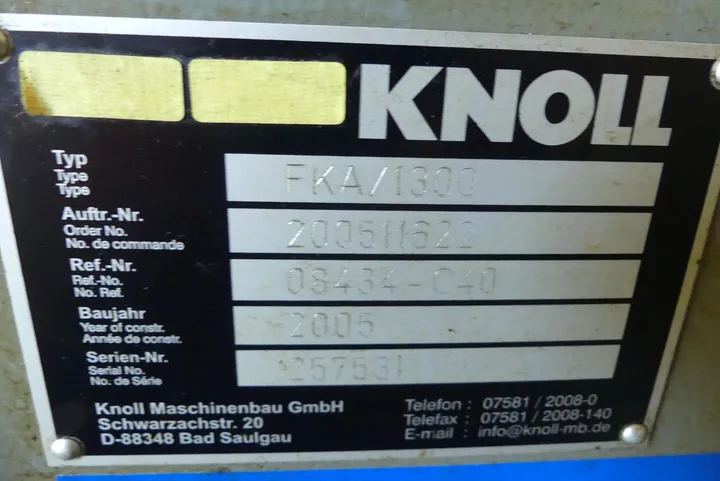 KNOLL
Typ
Type
Type
FKA/1300
Auftr.-Nr.
Order No.
No. de commande
200511622
Ref.-Nr.
Ref.-No.
No. Ref.
08434-C40
Baujahr
Year of constr.
Année de constr.
2005
Serien-Nr.
Serial No.
No. de Série
257531
Knoll Maschinenbau GmbH
Schwarzachstr. 20
D-88348 Bad Saulgau
Telefon : 07581 / 2008-0
Telefax : 07581 / 2008-140
E-mail : info@knoll-mb.de